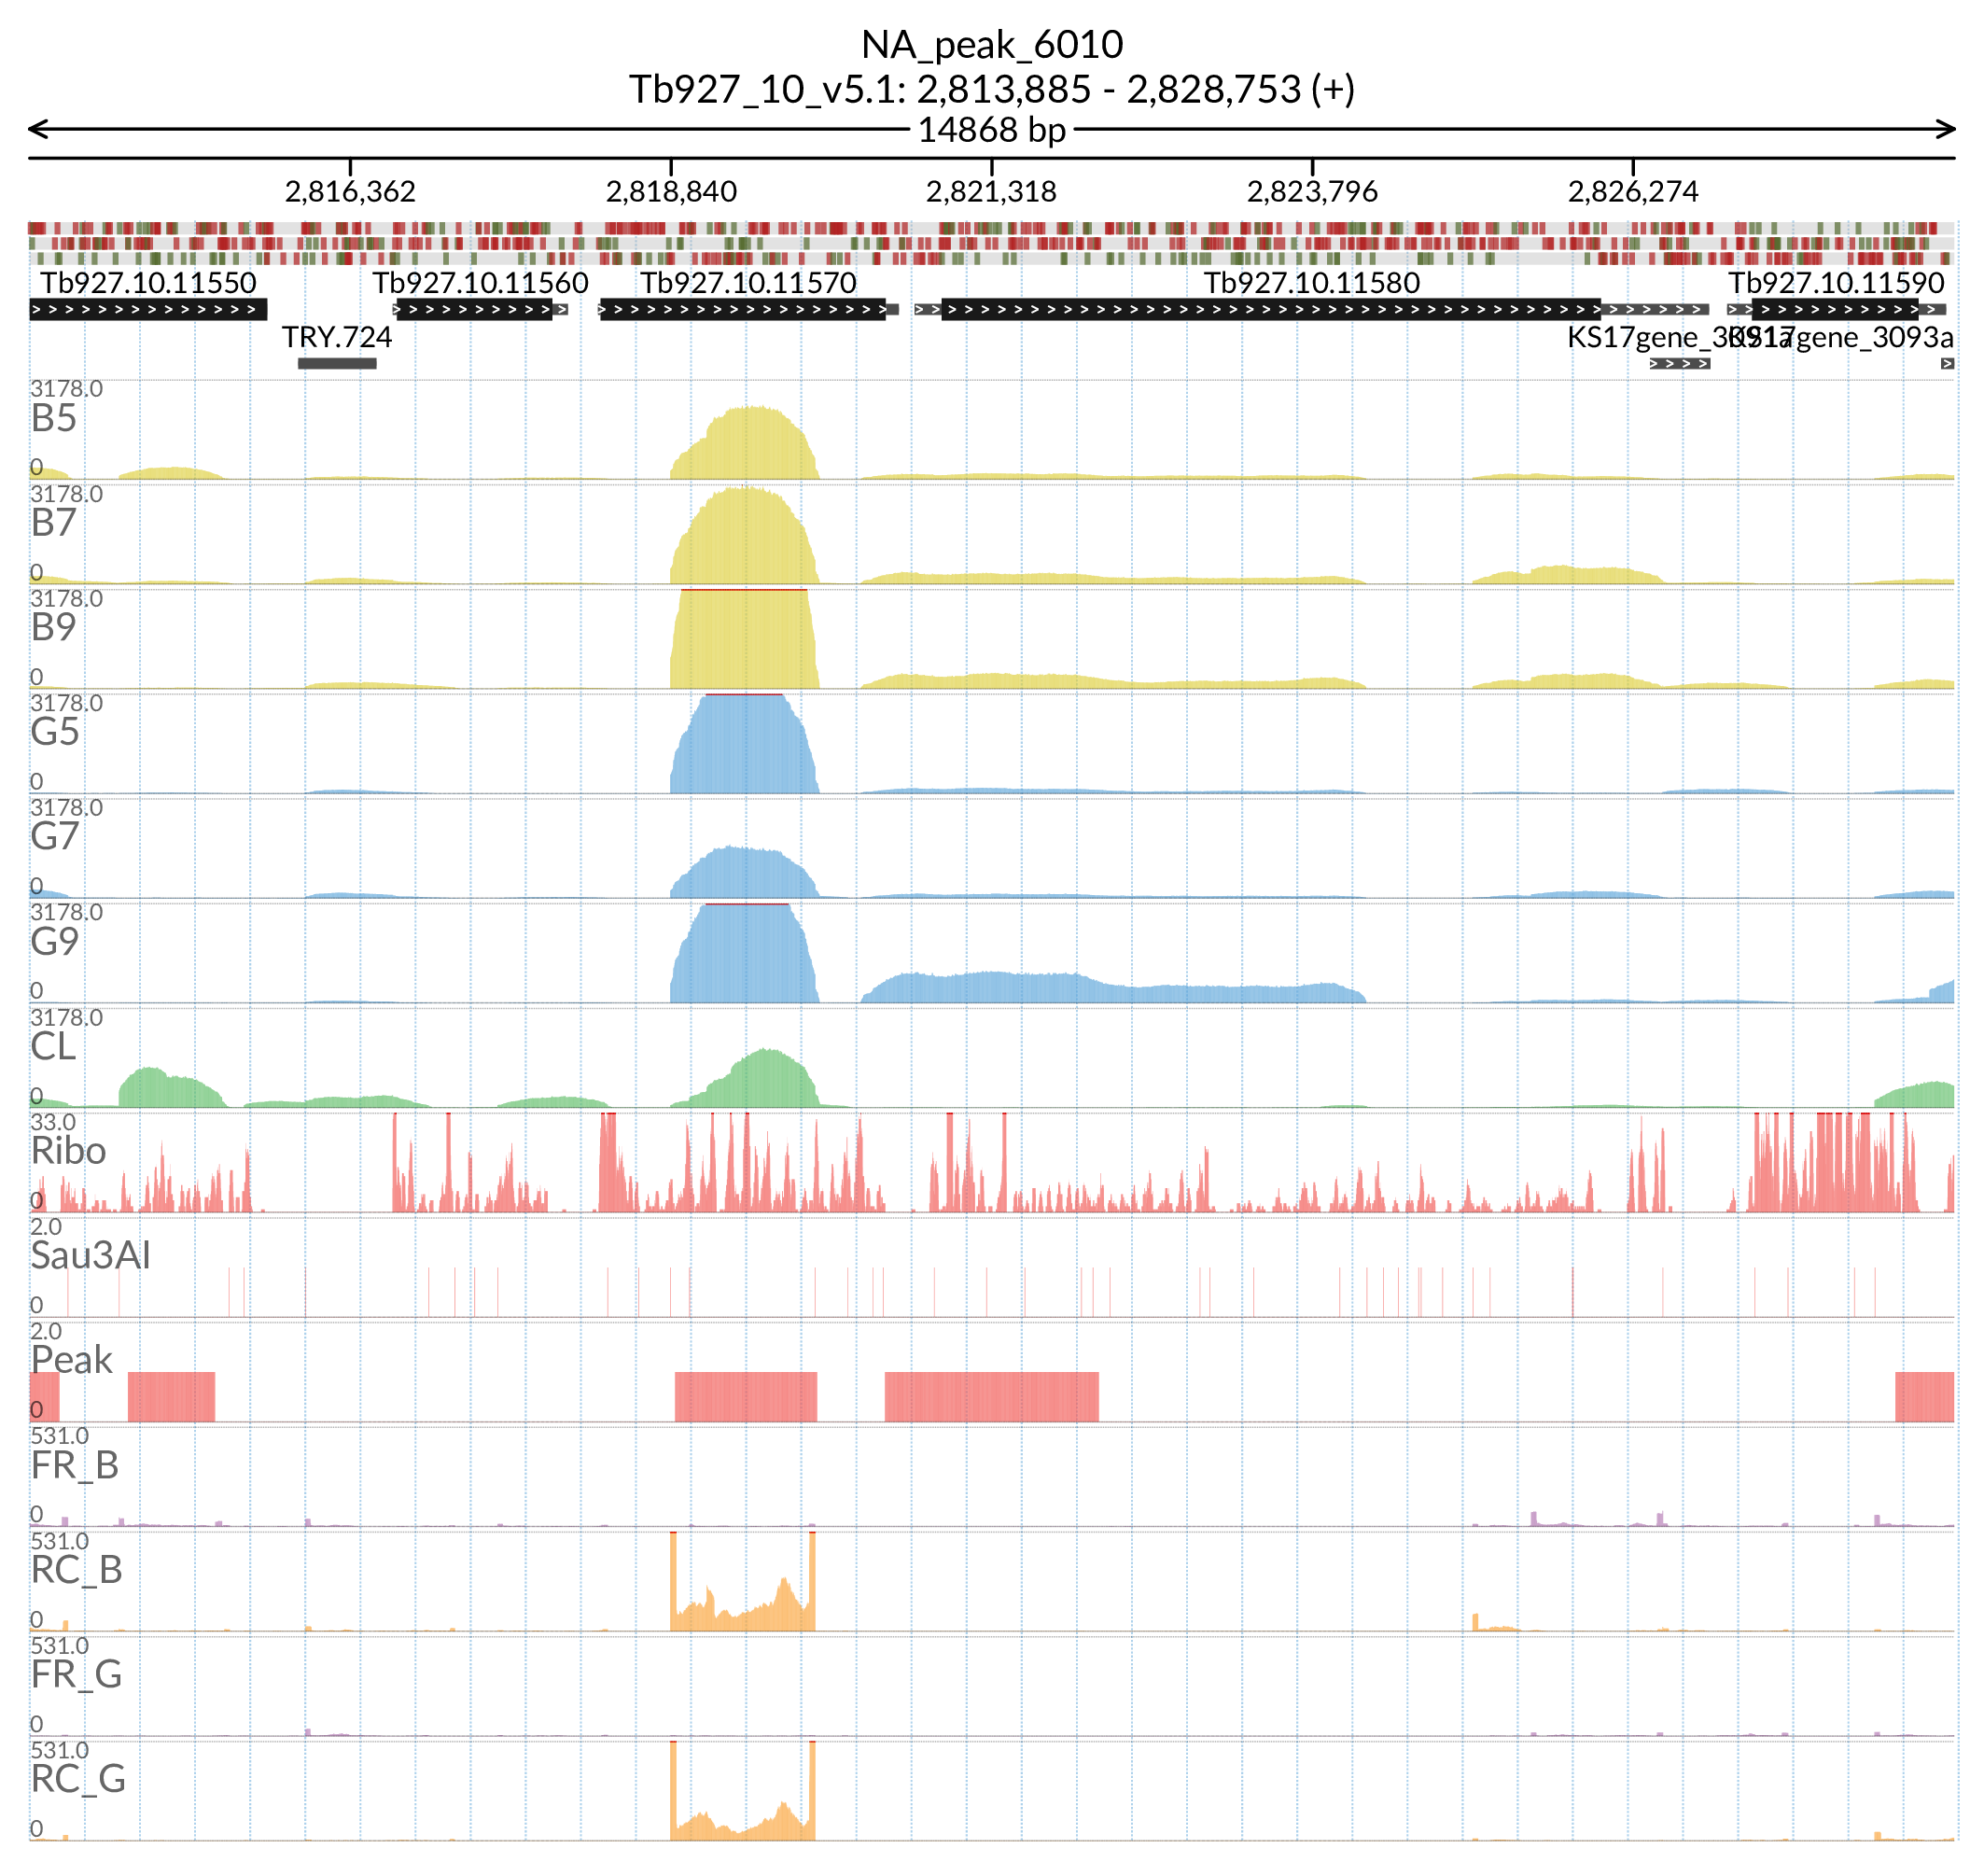 NA_peak_6010
Tb927_10_v5.1: 2,813,885 - 2,828,753 (+)
14868 bp
2,816,362 2,818,840 2,821,318 2,823,796 2,826,274
Tb927.10.11550 Tb927.10.11560 Tb927.10.11570 Tb927.10.11580 Tb927.10.11590
TRY.724 KS17gene_3091a KS17gene_3093a
3178.0
B5
0
3178.0
B7
0
3178.0
B9
0
3178.0
G5
0
3178.0
G7
0
3178.0
G9
0
3178.0
CL
0
33.0
Ribo
0
2.0
Sau3AI
0
2.0
Peak
0
531.0
FR_B
0
531.0
RC_B
0
531.0
FR_G
0
531.0
RC_G
0